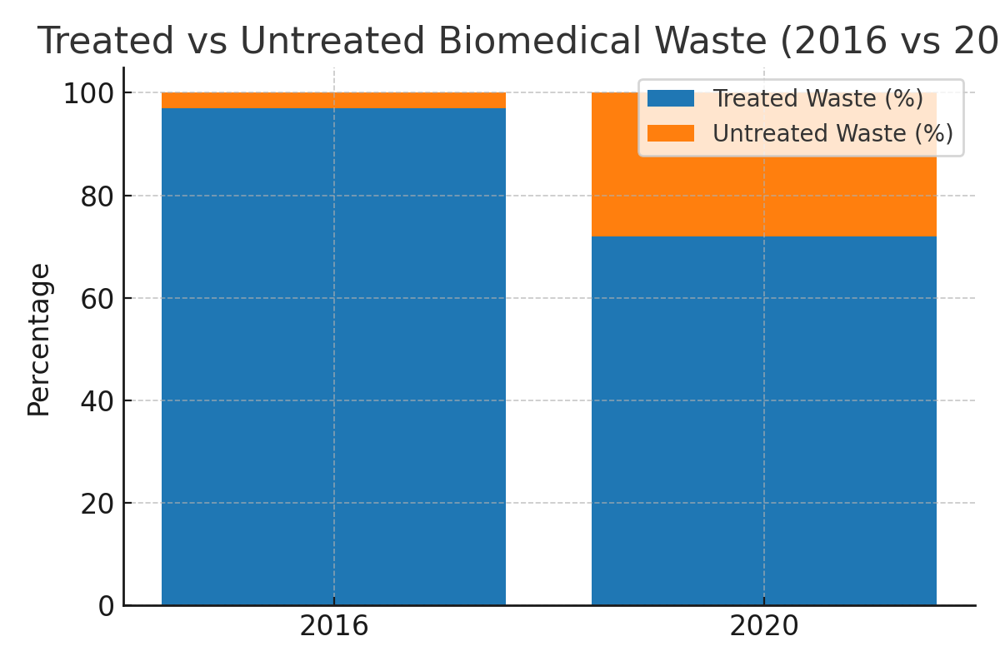 Treated vs Untreated Biomedical Waste (2016 vs 20
100
80
60
40
20
0
Percentage
Treated Waste (%)
Untreated Waste (%)
2016
2020